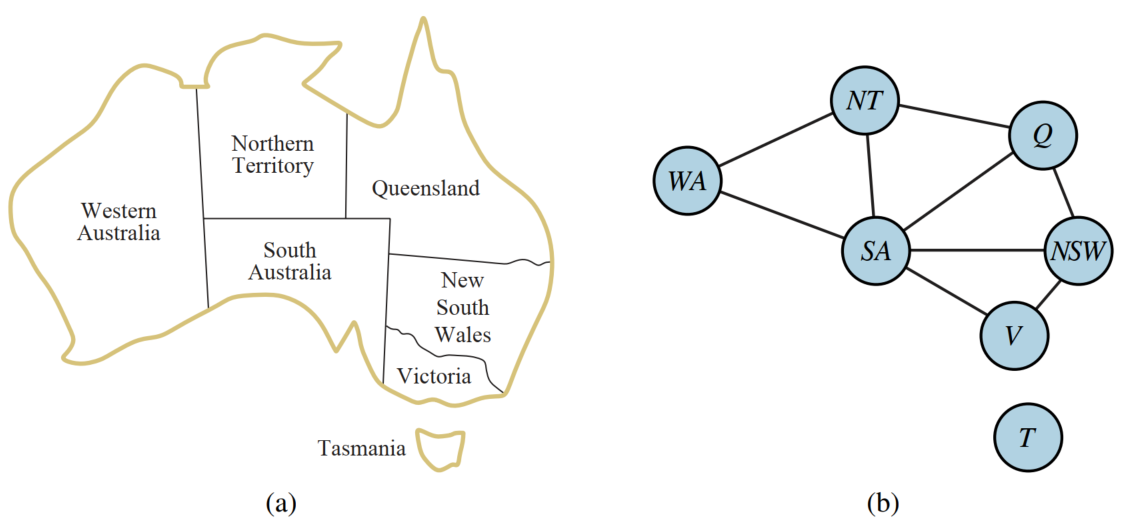 Northern
Territory
Western
Australia
Queensland
South
Australia
New
South
Wales
Victoria
Tasmania
(a)
NT
Q
WA
SA
NSW
V
T
(b)